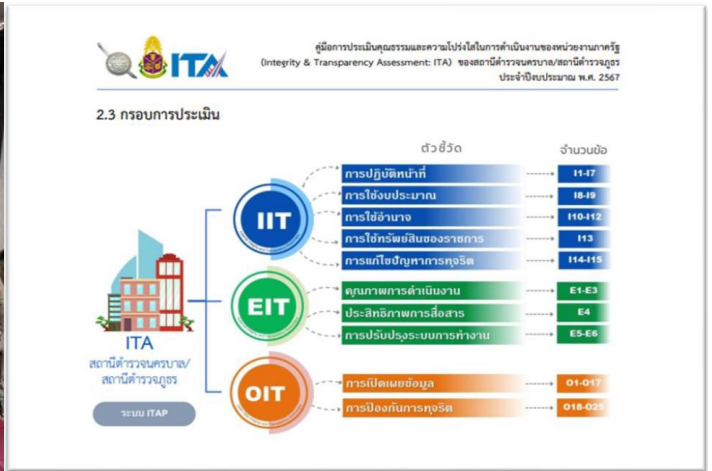 ITA
คู่มือการประเมินคุณธรรมและความโปร่งใสในการดำเนินงานของหน่วยงานภาครัฐ
(Integrity & Transparency Assessment: ITA) ของสถานีตำรวจนครบาล/สถานีตำรวจภูธร
ประจำปีงบประมาณ พ.ศ. 2567
2.3 กรอบการประเมิน
ตัวชี้วัด จำนวนข้อ
IIT
การปฏิบัติหน้าที่ I1-I7
การใช้งบประมาณ I8-I9
การใช้อำนาจ I10-I12
การใช้ทรัพย์สินของราชการ I13
การแก้ไขปัญหาการทุจริต I14-I15
EIT
คุณภาพการดำเนินงาน E1-E3
ประสิทธิภาพการสื่อสาร E4
การปรับปรุงระบบการทำงาน E5-E6
OIT
การเปิดเผยข้อมูล O1-O17
การป้องกันการทุจริต O18-O25
ITA
สถานีตำรวจนครบาล/
สถานีตำรวจภูธร
ระบบ ITAP